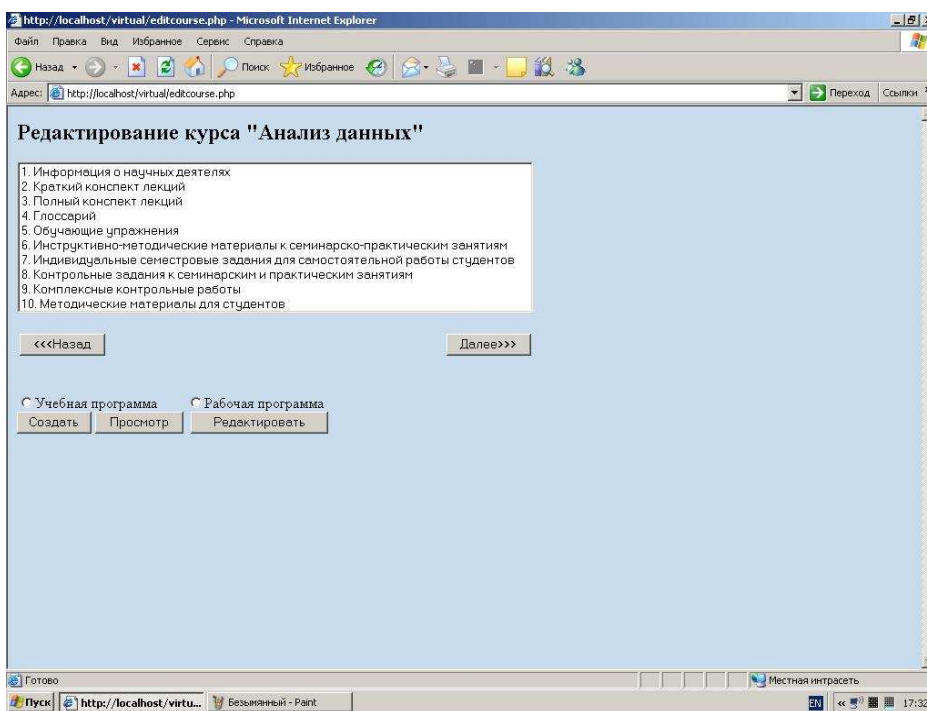 http://localhost/virtual/editcourse.php - Microsoft Internet Explorer
Файл Правка Вид Избранное Сервис Справка
Назад Поиск Избранное
Адрес: http://localhost/virtual/editcourse.php Переход Ссылки
Редактирование курса "Анализ данных"
1. Информация о научных деятелях
2. Краткий конспект лекций
3. Полный конспект лекций
4. Глоссарий
5. Обучающие упражнения
6. Инструктивно-методические материалы к семинарско-практическим занятиям
7. Индивидуальные семестровые задания для самостоятельной работы студентов
8. Контрольные задания к семинарским и практическим занятиям
9. Комплексные контрольные работы
10. Методические материалы для студентов
<<<Назад Далее>>>
Учебная программа Рабочая программа
Создать Просмотр Редактировать
Готово Местная интрасеть
Пуск http://localhost/virtu... Безымянный - Paint EN « 17:32